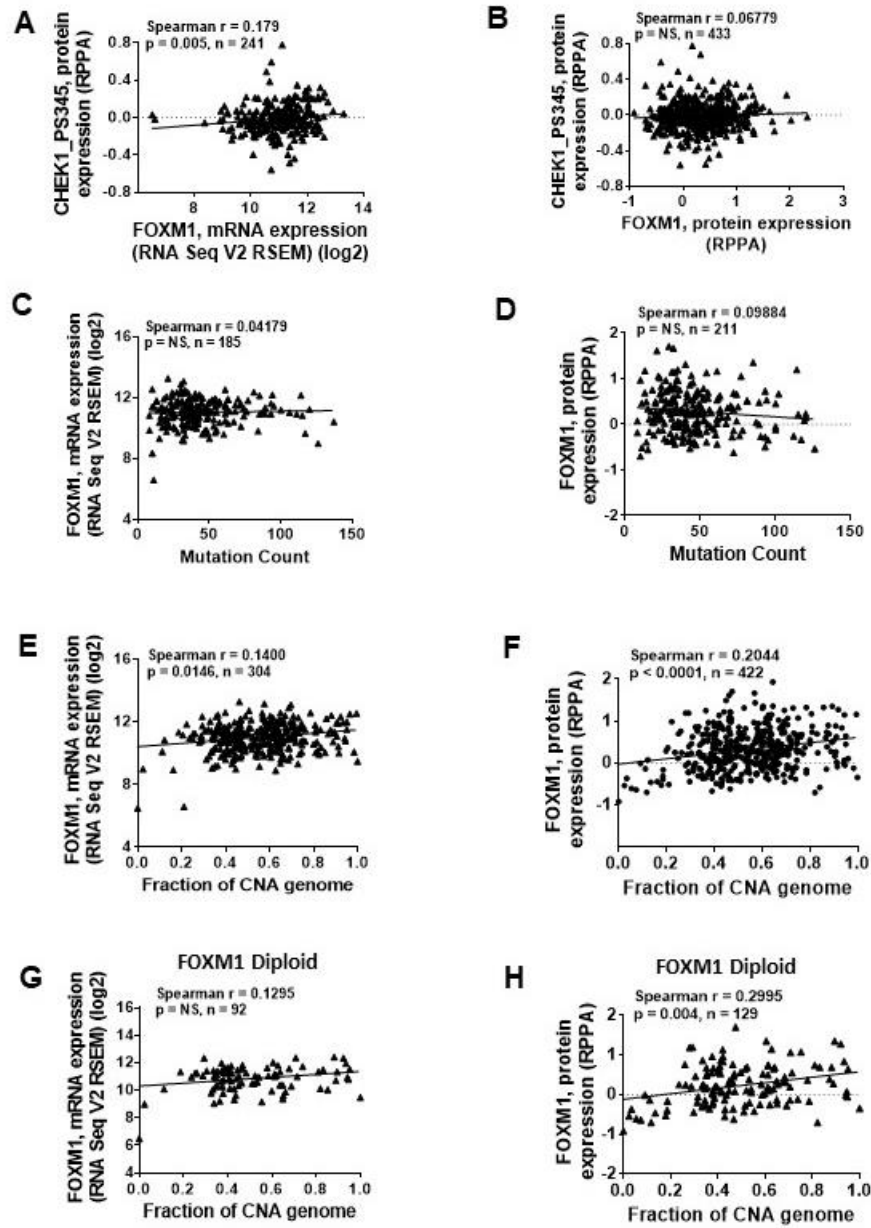 A
Spearman r = 0.179
p = 0.005, n = 241
CHEK1_PS345, protein
expression (RPPA)
0.8
0.4
0.0
-0.4
-0.8
6
8
10
12
14
FOXM1, mRNA expression
(RNA Seq V2 RSEM) (log2)
B
Spearman r = 0.06779
p = NS, n = 433
CHEK1_PS345, protein
expression (RPPA)
0.8
0.4
0.0
-0.4
-0.8
-1
0
1
2
3
FOXM1, protein expression
(RPPA)
C
Spearman r = 0.04179
p = NS, n = 185
FOXM1, mRNA expression
(RNA Seq V2 RSEM) (log2)
16
12
8
4
0
50
100
150
Mutation Count
D
Spearman r = 0.09884
p = NS, n = 211
FOXM1, protein
expression (RPPA)
2
1
0
-1
-2
0
50
100
150
Mutation Count
E
Spearman r = 0.1400
p = 0.0146, n = 304
FOXM1, mRNA expression
(RNA Seq V2 RSEM) (log2)
16
12
8
4
0.0
0.2
0.4
0.6
0.8
1.0
Fraction of CNA genome
F
Spearman r = 0.2044
p < 0.0001, n = 422
FOXM1, protein
expression (RPPA)
2
1
0
-1
0.0
0.2
0.4
0.6
0.8
1.0
Fraction of CNA genome
G
FOXM1 Diploid
Spearman r = 0.1295
p = NS, n = 92
FOXM1, mRNA expression
(RNA Seq V2 RSEM) (log2)
16
14
12
10
8
6
4
0.0
0.2
0.4
0.6
0.8
1.0
Fraction of CNA genome
H
FOXM1 Diploid
Spearman r = 0.2995
p = 0.004, n = 129
FOXM1, protein
expression (RPPA)
2
1
0
-1
-2
0.0
0.2
0.4
0.6
0.8
1.0
Fraction of CNA genome